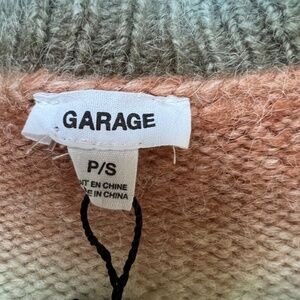 GARAGE
P/S
EN CHINE
IN CHINA